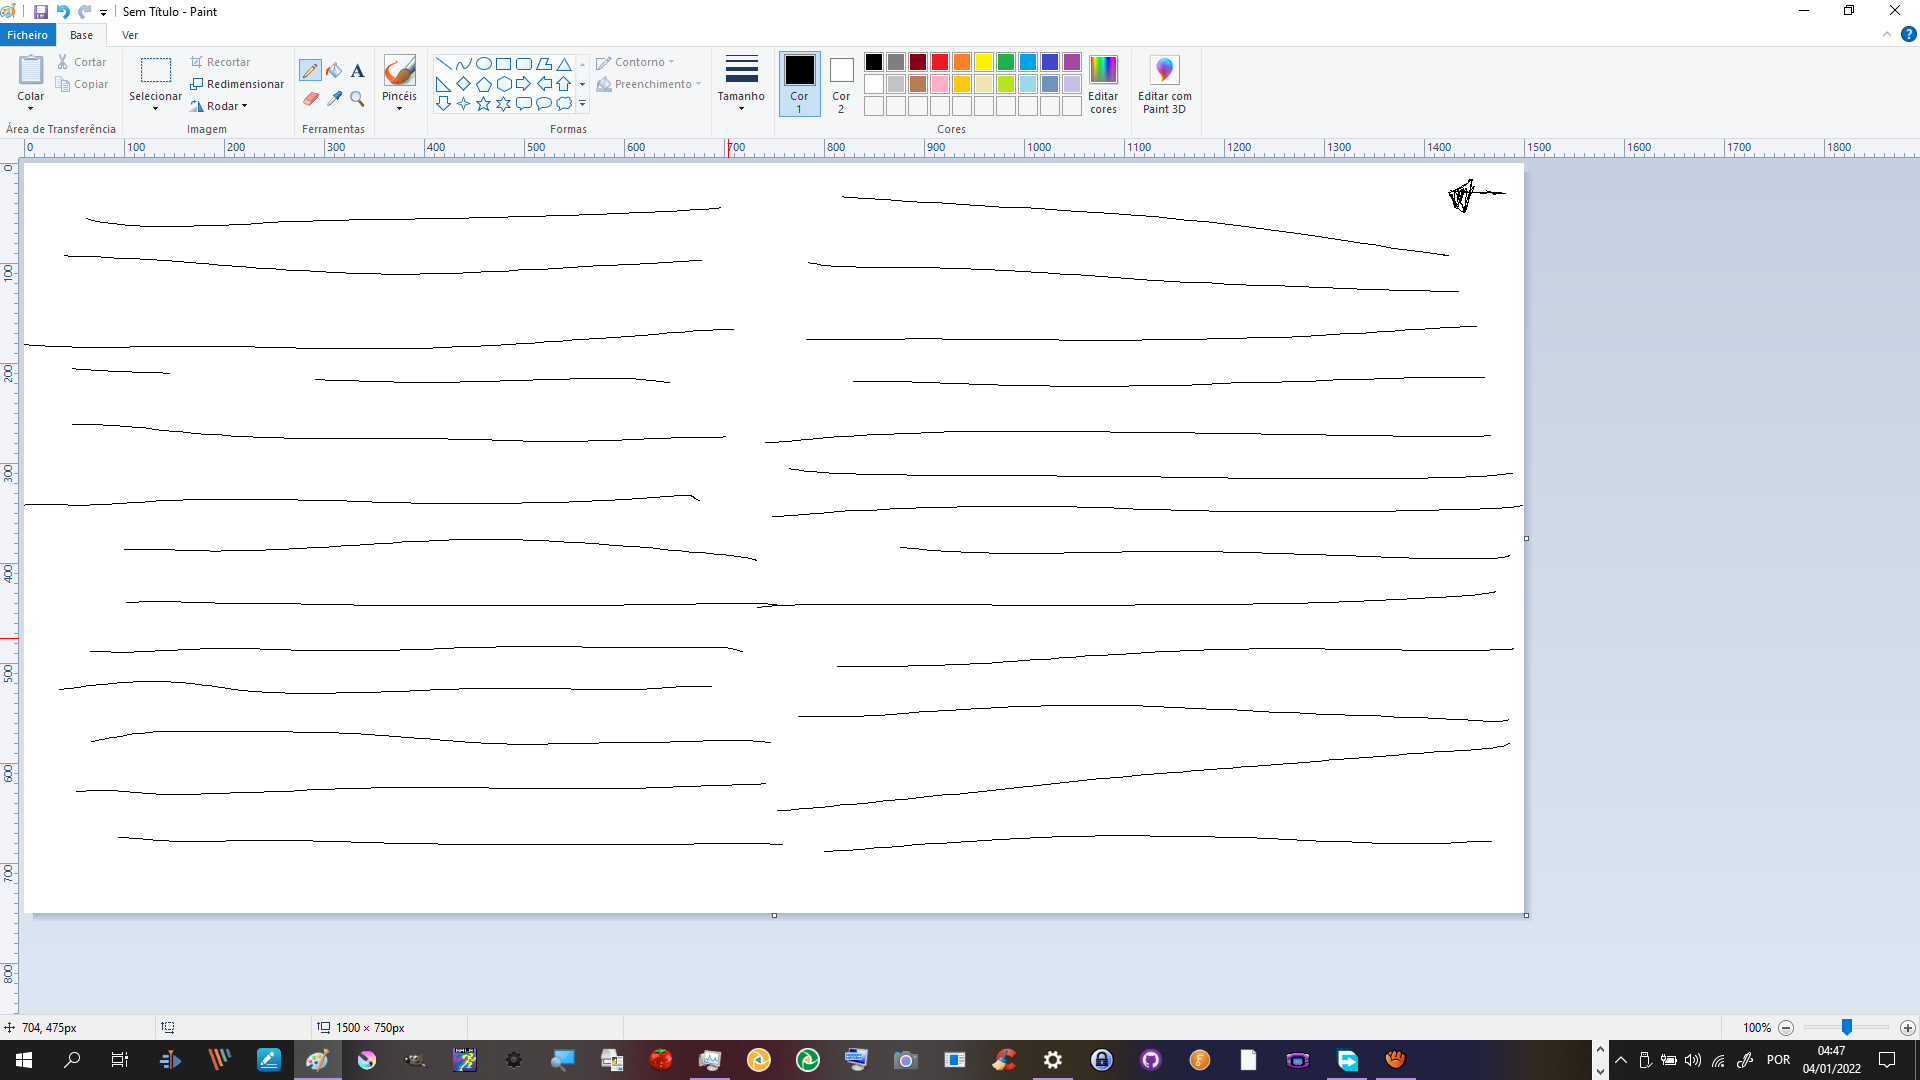 Sem Título - Paint
Ficheiro Base Ver
Colar
Cortar
Copiar
Área de Transferência
Selecionar
Recortar
Redimensionar
Rodar
Imagem
A
Ferramentas
Pincéis
Contorno
Preenchimento
Formas
Tamanho
Cor 1
Cor 2
Editar cores
Cores
Editar com Paint 3D
?
0 100 200 300 400 500 600 700 800 900 1000 1100 1200 1300 1400 1500 1600 1700 1800
0
100
200
300
400
500
600
700
800
704, 475px
1500 × 750px
100%
POR
04:47
04/01/2022